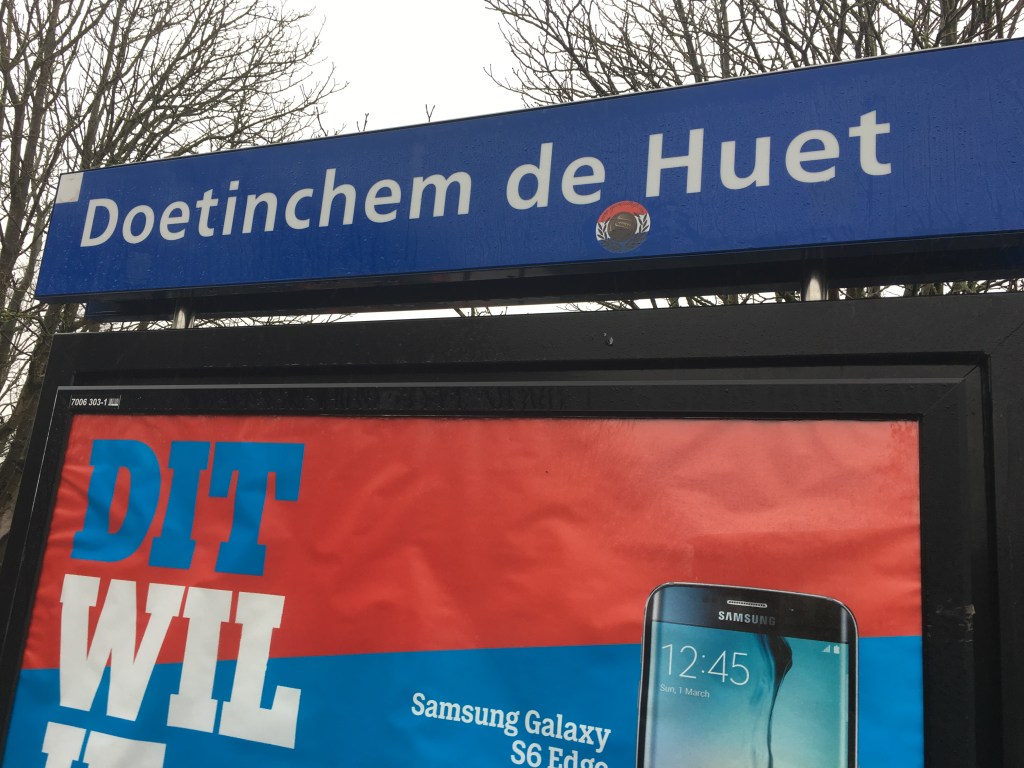 Doetinchem de Huet
7006 303-1
DIT
WIL
SAMSUNG
12:45
Sun, 1 March
Samsung Galaxy
S6 Edge